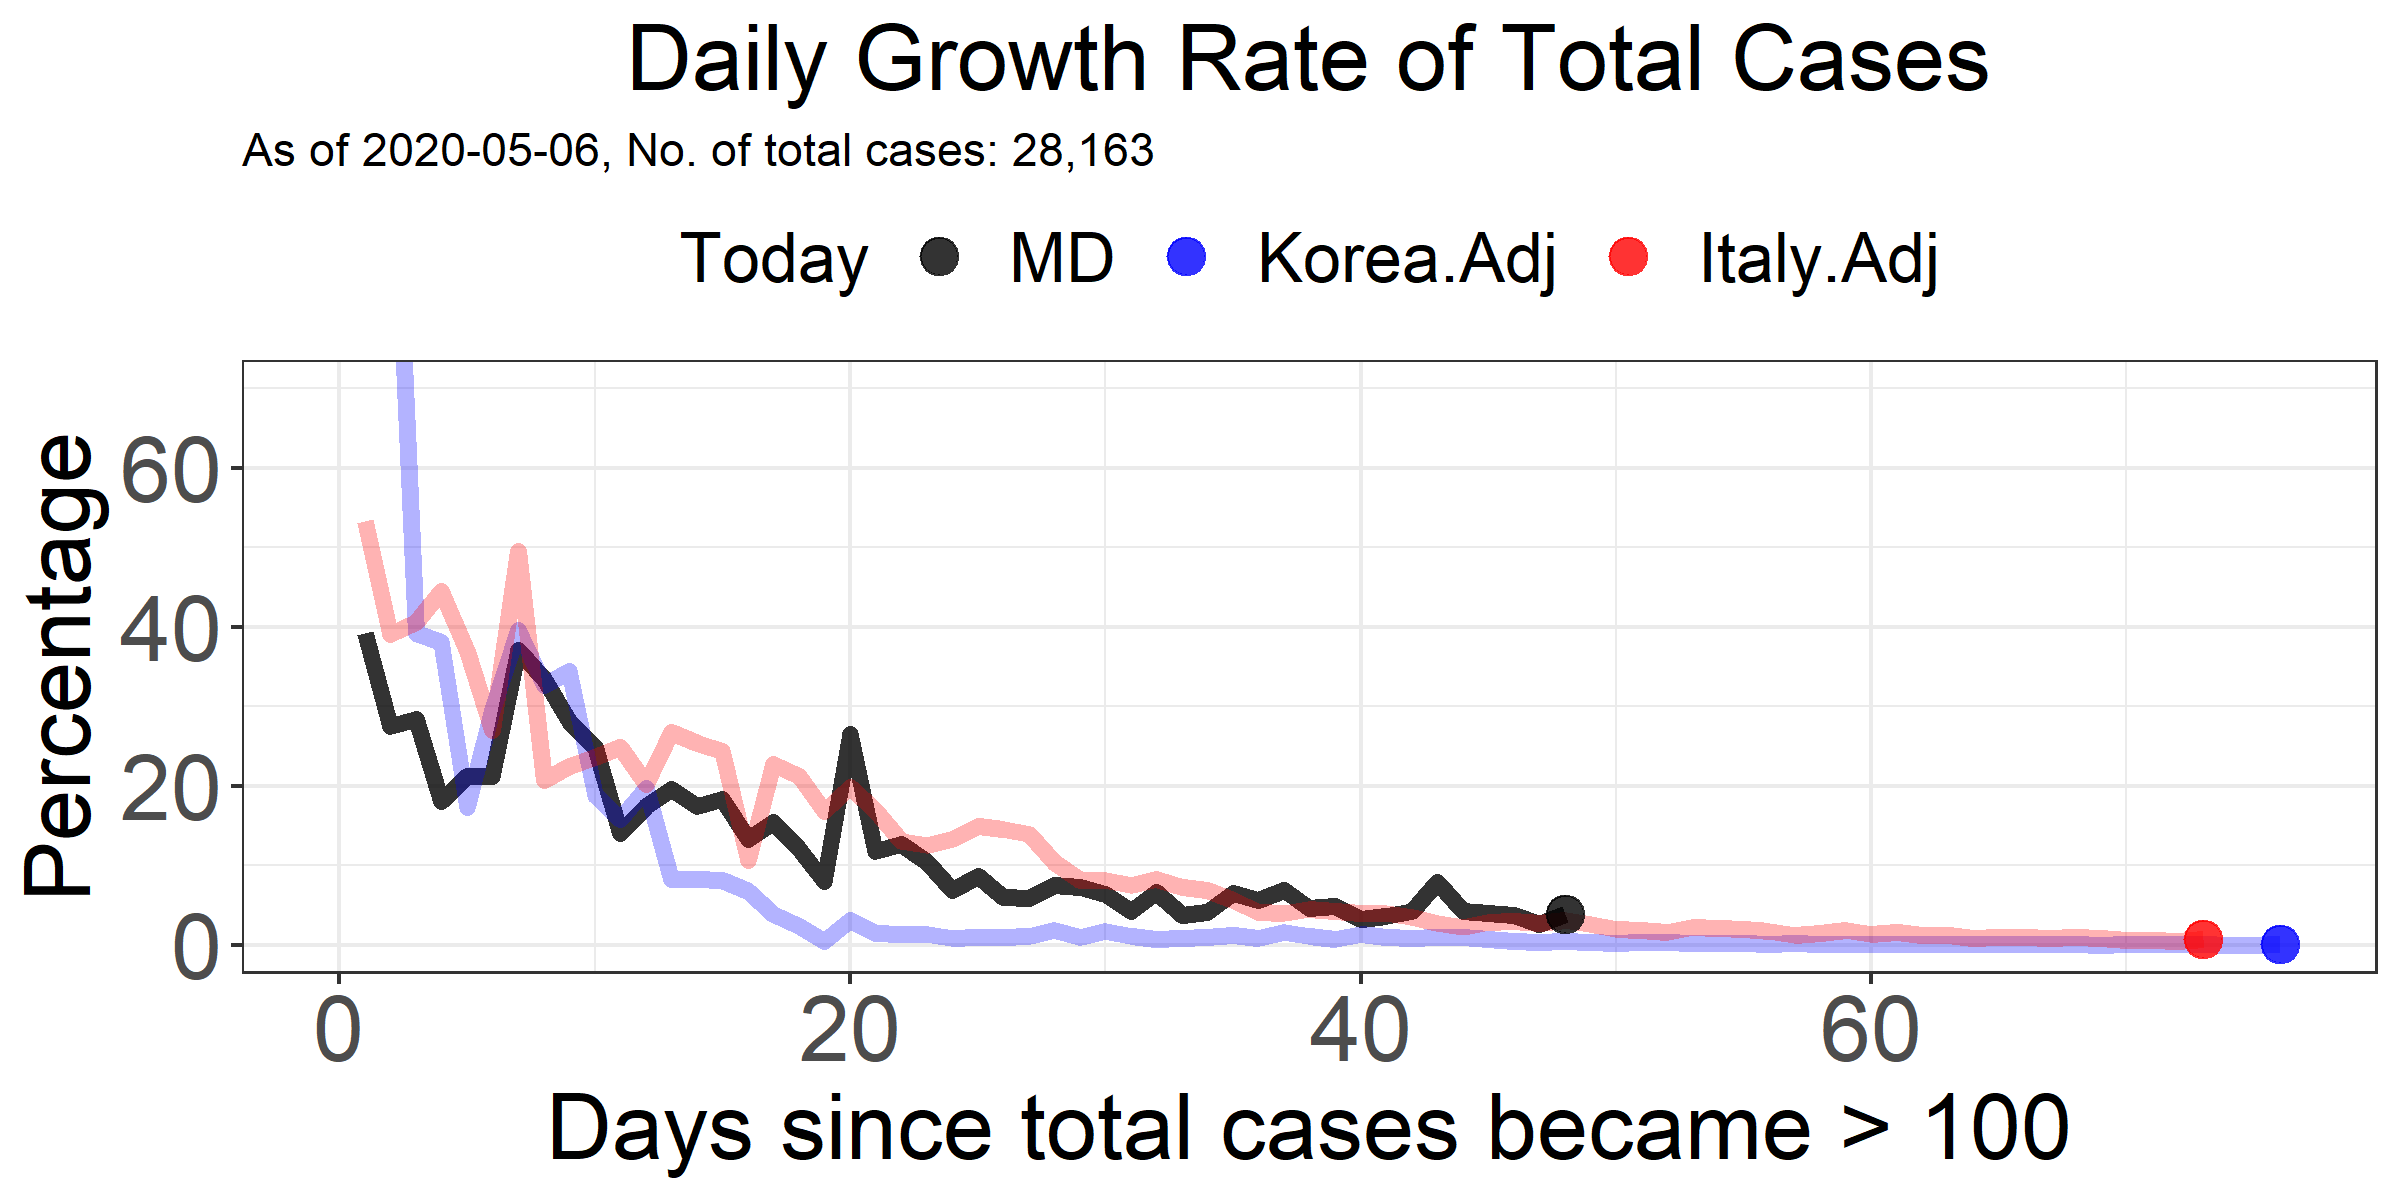 Daily Growth Rate of Total Cases
As of 2020-05-06, No. of total cases: 28,163
Today MD Korea.Adj Italy.Adj
Percentage
60
40
20
0
0 20 40 60
Days since total cases became > 100